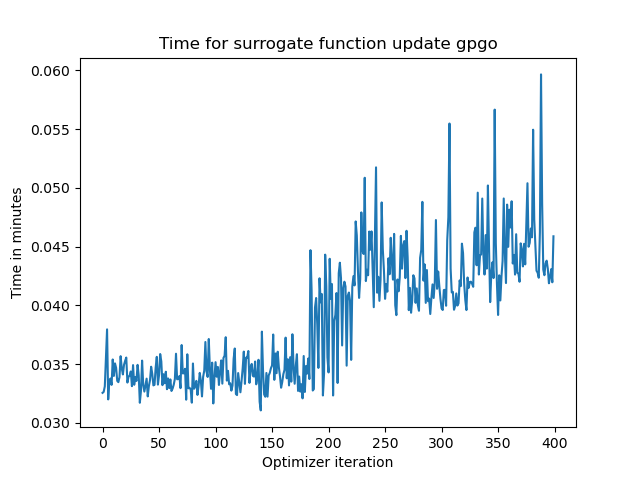 Time for surrogate function update gpgo
0.060
0.055
0.050
0.045
0.040
0.035
0.030
Time in minutes
0 50 100 150 200 250 300 350 400
Optimizer iteration